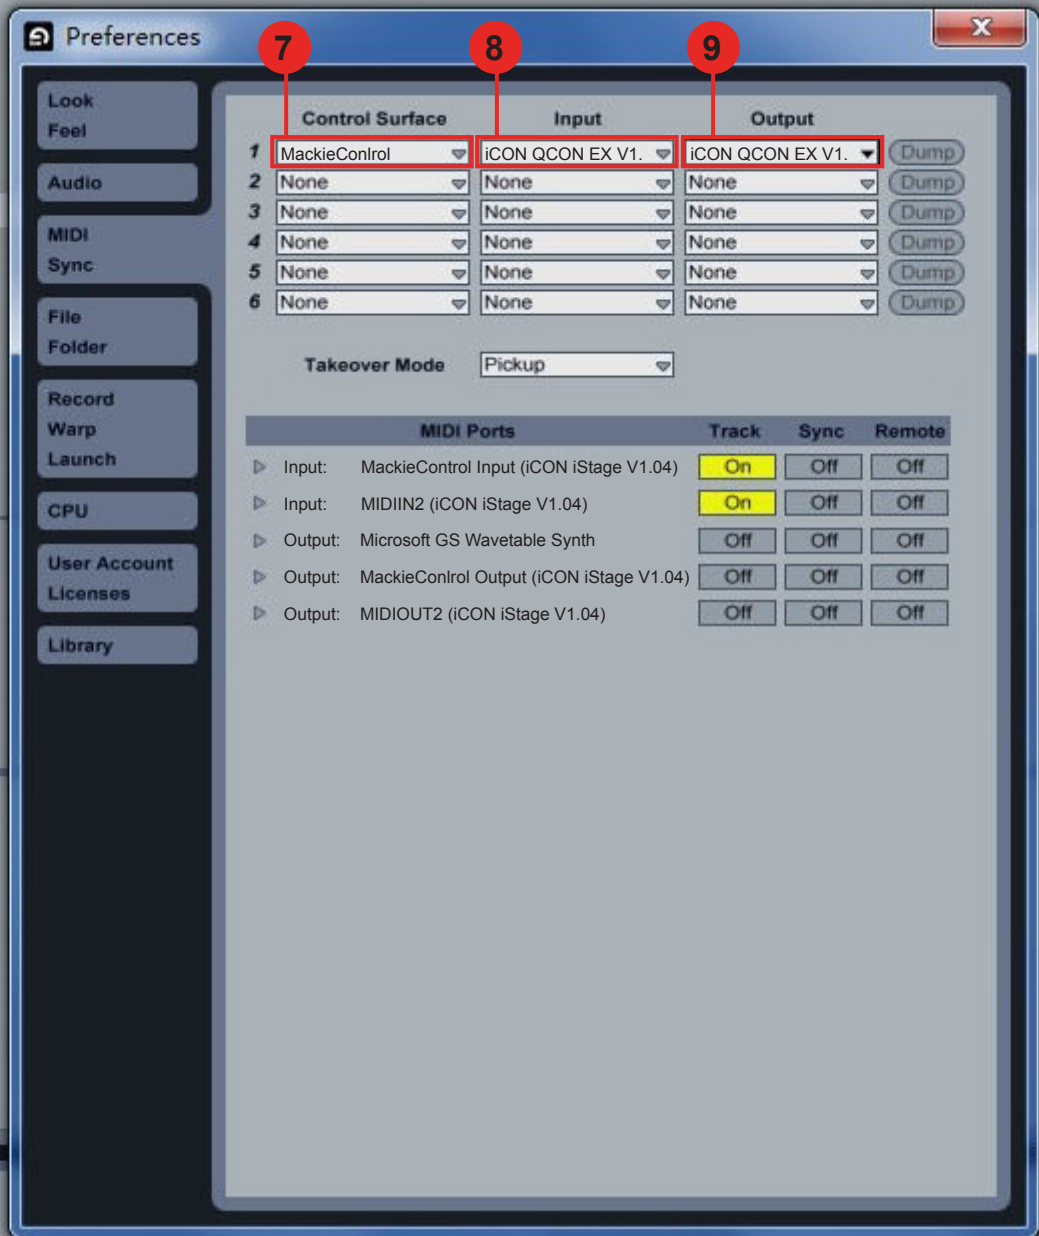 Preferences
X
7 8 9
Look
Feel
Audio
MIDI
Sync
File
Folder
Record
Warp
Launch
CPU
User Account
Licenses
Library
Control Surface Input Output
1 MackieConlrol iCON QCON EX V1. iCON QCON EX V1. Dump
2 None None None Dump
3 None None None Dump
4 None None None Dump
5 None None None Dump
6 None None None Dump
Takeover Mode Pickup
MIDI Ports Track Sync Remote
Input: MackieControl Input (iCON iStage V1.04) On Off Off
Input: MIDIIN2 (iCON iStage V1.04) On Off Off
Output: Microsoft GS Wavetable Synth Off Off Off
Output: MackieConlrol Output (iCON iStage V1.04) Off Off Off
Output: MIDIOUT2 (iCON iStage V1.04) Off Off Off